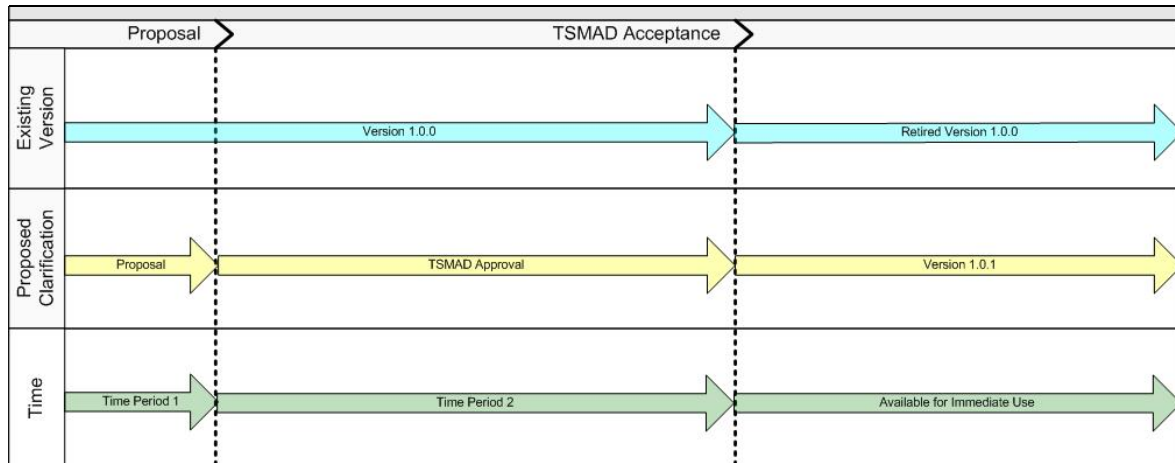 Proposal
TSMAD Acceptance
Existing
Version
Version 1.0.0
Retired Version 1.0.0
Proposed
Clarification
Proposal
TSMAD Approval
Version 1.0.1
Time
Time Period 1
Time Period 2
Available for Immediate Use